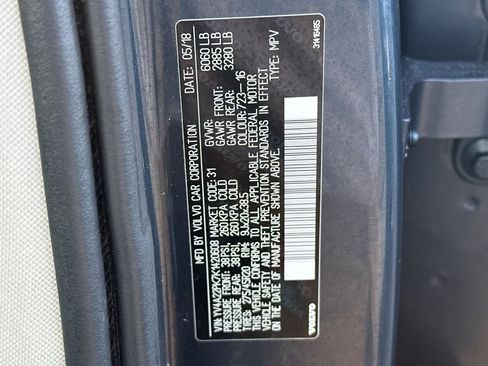 MFD BY VOLVO CAR CORPORATION DATE: 05/18
VIN: YV4A22PK7K1420608 MARKET CODE: 31
GVWR: 6060 LB
PRESSURE FRONT: 38PSI, 260KPA COLD GAWR FRONT: 2885 LB
PRESSURE REAR: 38PSI, 260KPA COLD GAWR REAR: 3280 LB
TIRES: 275/45R20 RIM: 9Jx20x38.5 COLOUR: 723--16
THIS VEHICLE CONFORMS TO ALL APPLICABLE FEDERAL MOTOR
VEHICLE SAFETY AND THEFT PREVENTION STANDARDS IN EFFECT
ON THE DATE OF MANUFACTURE SHOWN ABOVE.
TYPE: MPV
VOLVO
31416485